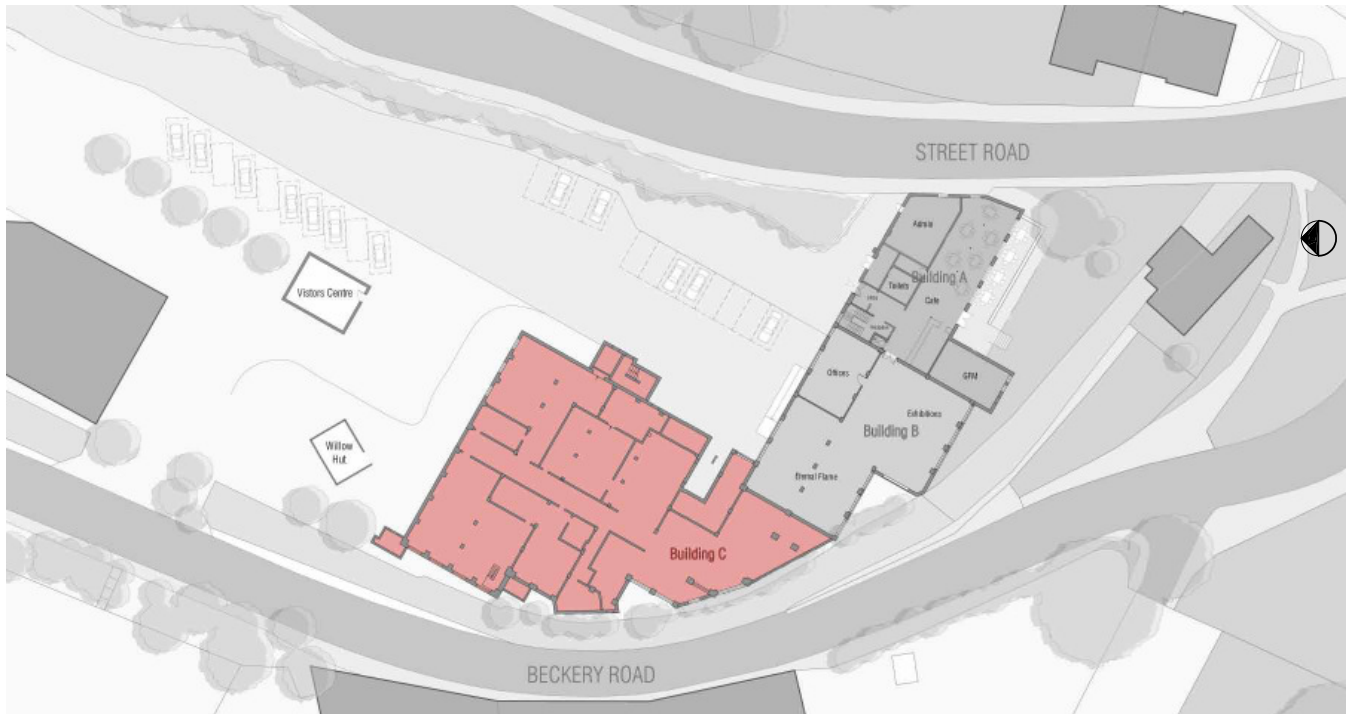 STREET ROAD
Admin
Building A
Toilets
Cafe
Vistors Centre
Offices
GFM
Exhibitions
Building B
Eternal Flame
Willow
Hut
Building C
BECKERY ROAD